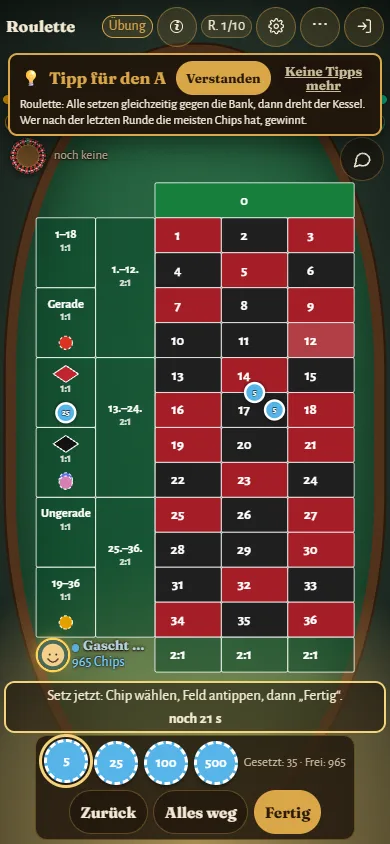 Roulette
Übung
R. 1/10
Tipp für den A
Verstanden
Keine Tipps
mehr
Roulette: Alle setzen gleichzeitig gegen die Bank, dann dreht der Kessel.
Wer nach der letzten Runde die meisten Chips hat, gewinnt.
noch keine
0
1–18
1:1
1.–12.
2:1
1 2 3
4 5 6
Gerade
1:1
7 8 9
10 11 12
1:1
25
13.–24.
2:1
13 14 15
5
16 17 5 18
1:1
19 20 21
22 23 24
Ungerade
1:1
25.–36.
2:1
25 26 27
28 29 30
19–36
1:1
31 32 33
34 35 36
2:1 2:1 2:1
Gascht ...
965 Chips
Setz jetzt: Chip wählen, Feld antippen, dann „Fertig“.
noch 21 s
5 25 100 500 Gesetzt: 35 · Frei: 965
Zurück Alles weg Fertig